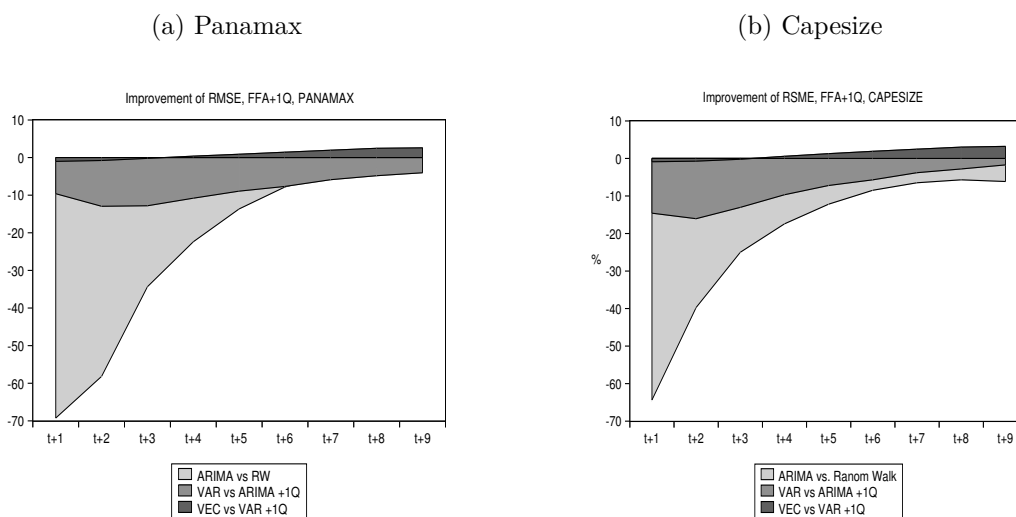 (a) Panamax
Improvement of RMSE, FFA+1Q, PANAMAX
10
0
-10
-20
-30
-40
-50
-60
-70
t+1 t+2 t+3 t+4 t+5 t+6 t+7 t+8 t+9
ARIMA vs RW
VAR vs ARIMA +1Q
VEC vs VAR +1Q
(b) Capesize
Improvement of RSME, FFA+1Q, CAPESIZE
%
10
0
-10
-20
-30
-40
-50
-60
-70
t+1 t+2 t+3 t+4 t+5 t+6 t+7 t+8 t+9
ARIMA vs. Ranom Walk
VAR vs ARIMA +1Q
VEC vs VAR +1Q